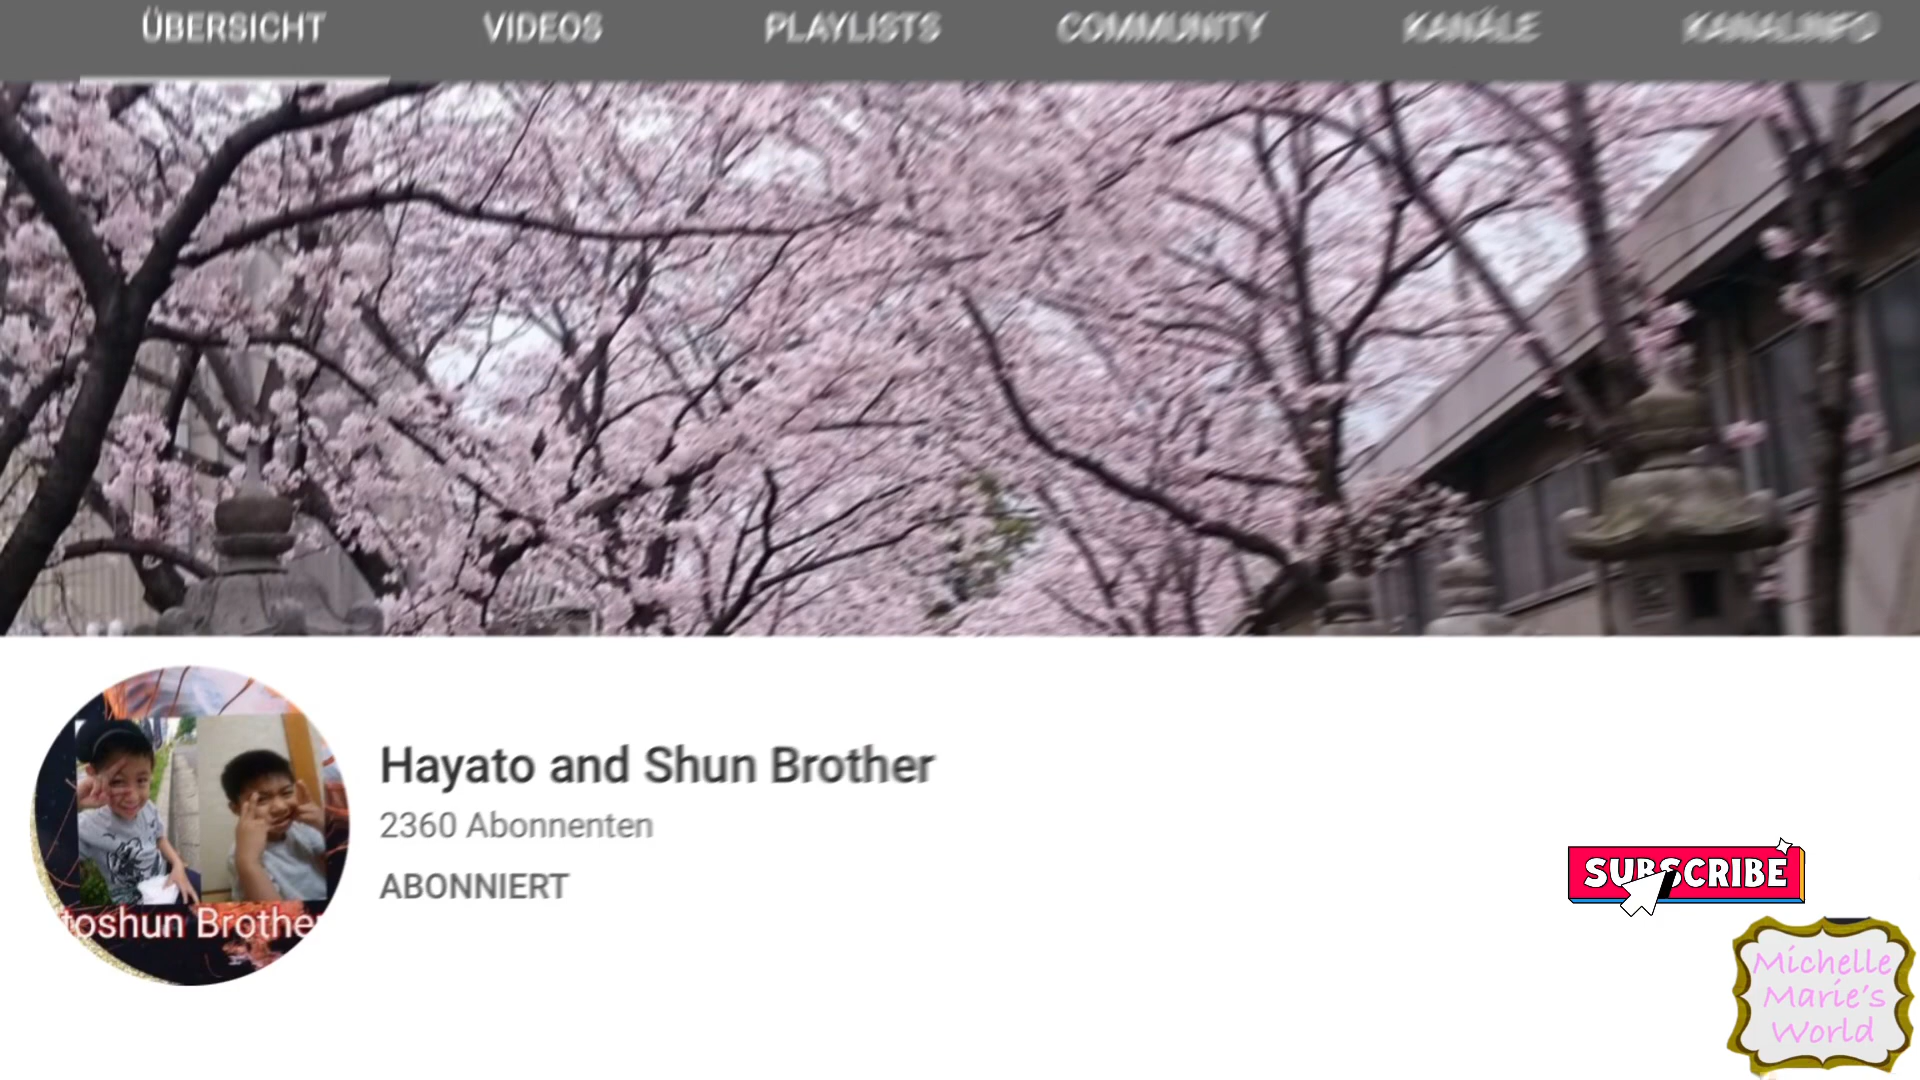 ÜBERSICHT VIDEOS PLAYLISTS COMMUNITY KANÄLE KANALINFO
Hayato and Shun Brother
2360 Abonnenten
ABONNIERT
toshun Brother
SUBSCRIBE
Michelle
Marie's
World